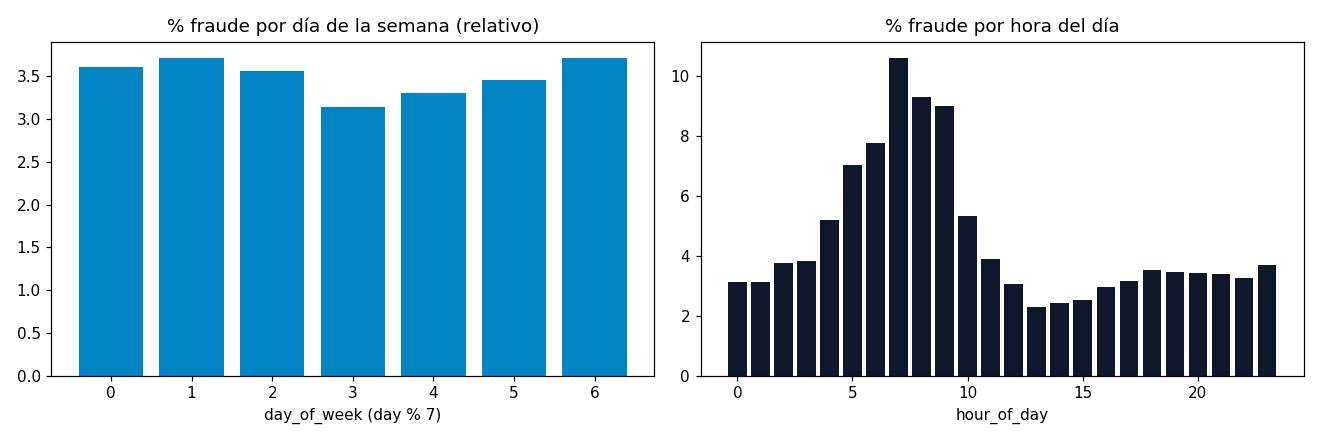 % fraude por día de la semana (relativo)
3.5
3.0
2.5
2.0
1.5
1.0
0.5
0.0
0 1 2 3 4 5 6
day_of_week (day % 7)
% fraude por hora del día
10
8
6
4
2
0
0 5 10 15 20
hour_of_day